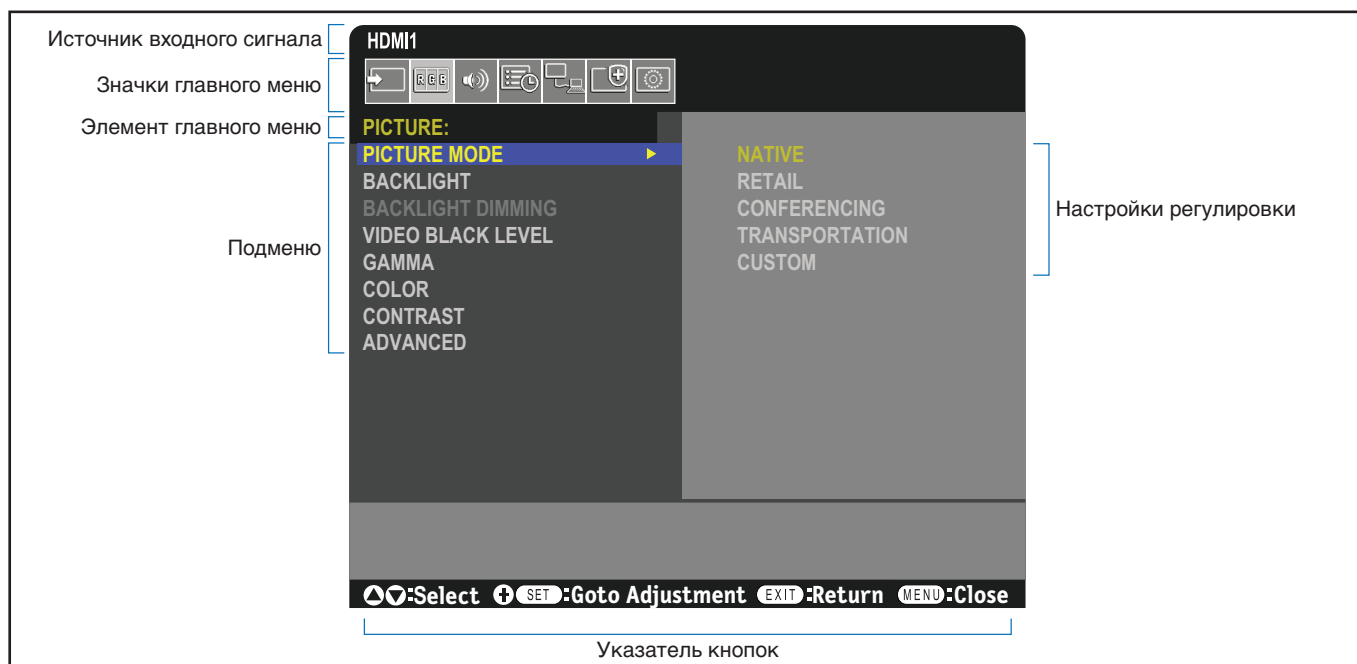 Источник входного сигнала
HDMI1
Значки главного меню
RGB
Элемент главного меню
PICTURE:
Подменю
PICTURE MODE
BACKLIGHT
BACKLIGHT DIMMING
VIDEO BLACK LEVEL
GAMMA
COLOR
CONTRAST
ADVANCED
NATIVE
RETAIL
CONFERENCING
TRANSPORTATION
CUSTOM
Настройки регулировки
:Select SET:Goto Adjustment EXIT:Return MENU:Close
Указатель кнопок